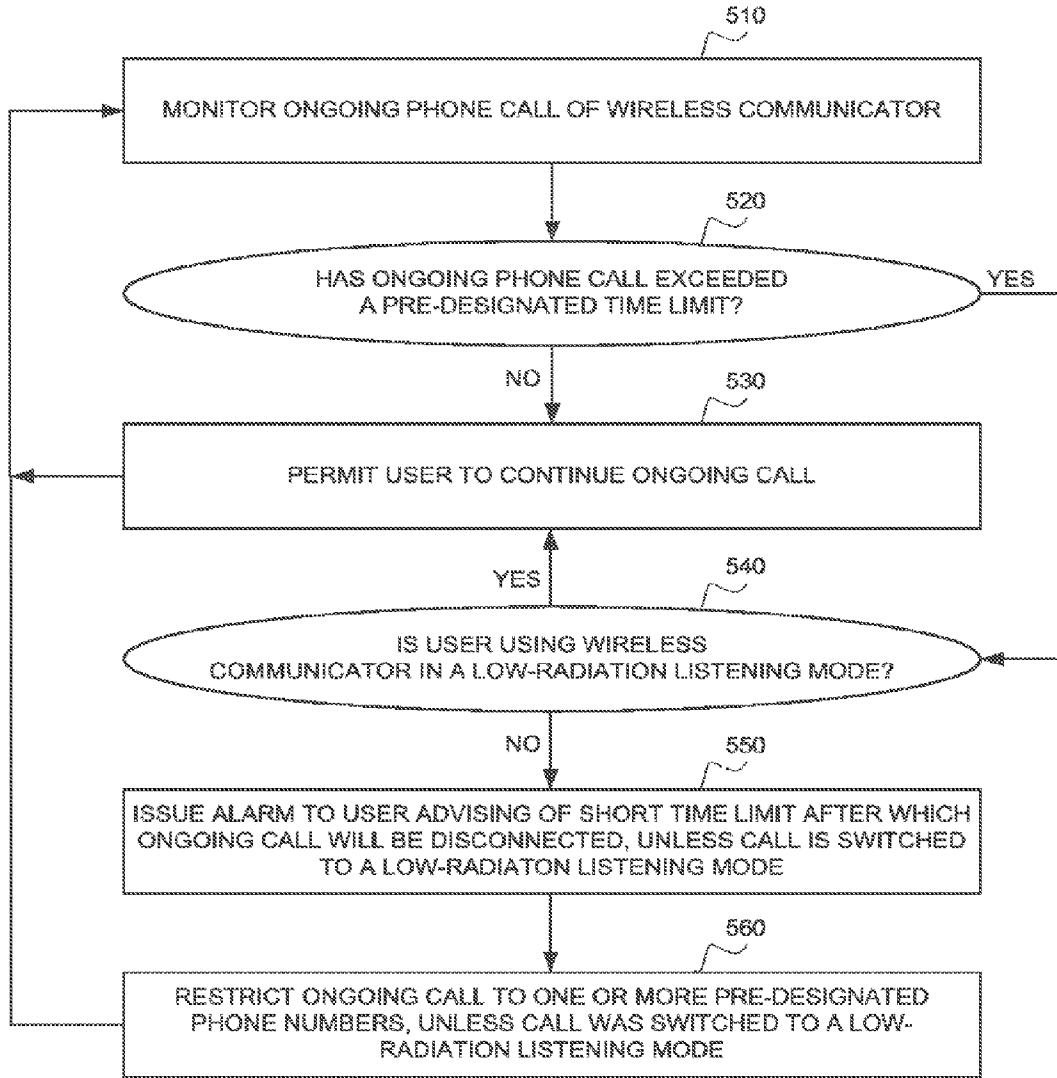 510
MONITOR ONGOING PHONE CALL OF WIRELESS COMMUNICATOR
520
HAS ONGOING PHONE CALL EXCEEDED
A PRE-DESIGNATED TIME LIMIT?
YES
NO
530
PERMIT USER TO CONTINUE ONGOING CALL
YES
540
IS USER USING WIRELESS
COMMUNICATOR IN A LOW-RADIATION LISTENING MODE?
NO
550
ISSUE ALARM TO USER ADVISING OF SHORT TIME LIMIT AFTER WHICH
ONGOING CALL WILL BE DISCONNECTED, UNLESS CALL IS SWITCHED
TO A LOW-RADIATON LISTENING MODE
560
RESTRICT ONGOING CALL TO ONE OR MORE PRE-DESIGNATED
PHONE NUMBERS, UNLESS CALL WAS SWITCHED TO A LOW-
RADIATION LISTENING MODE